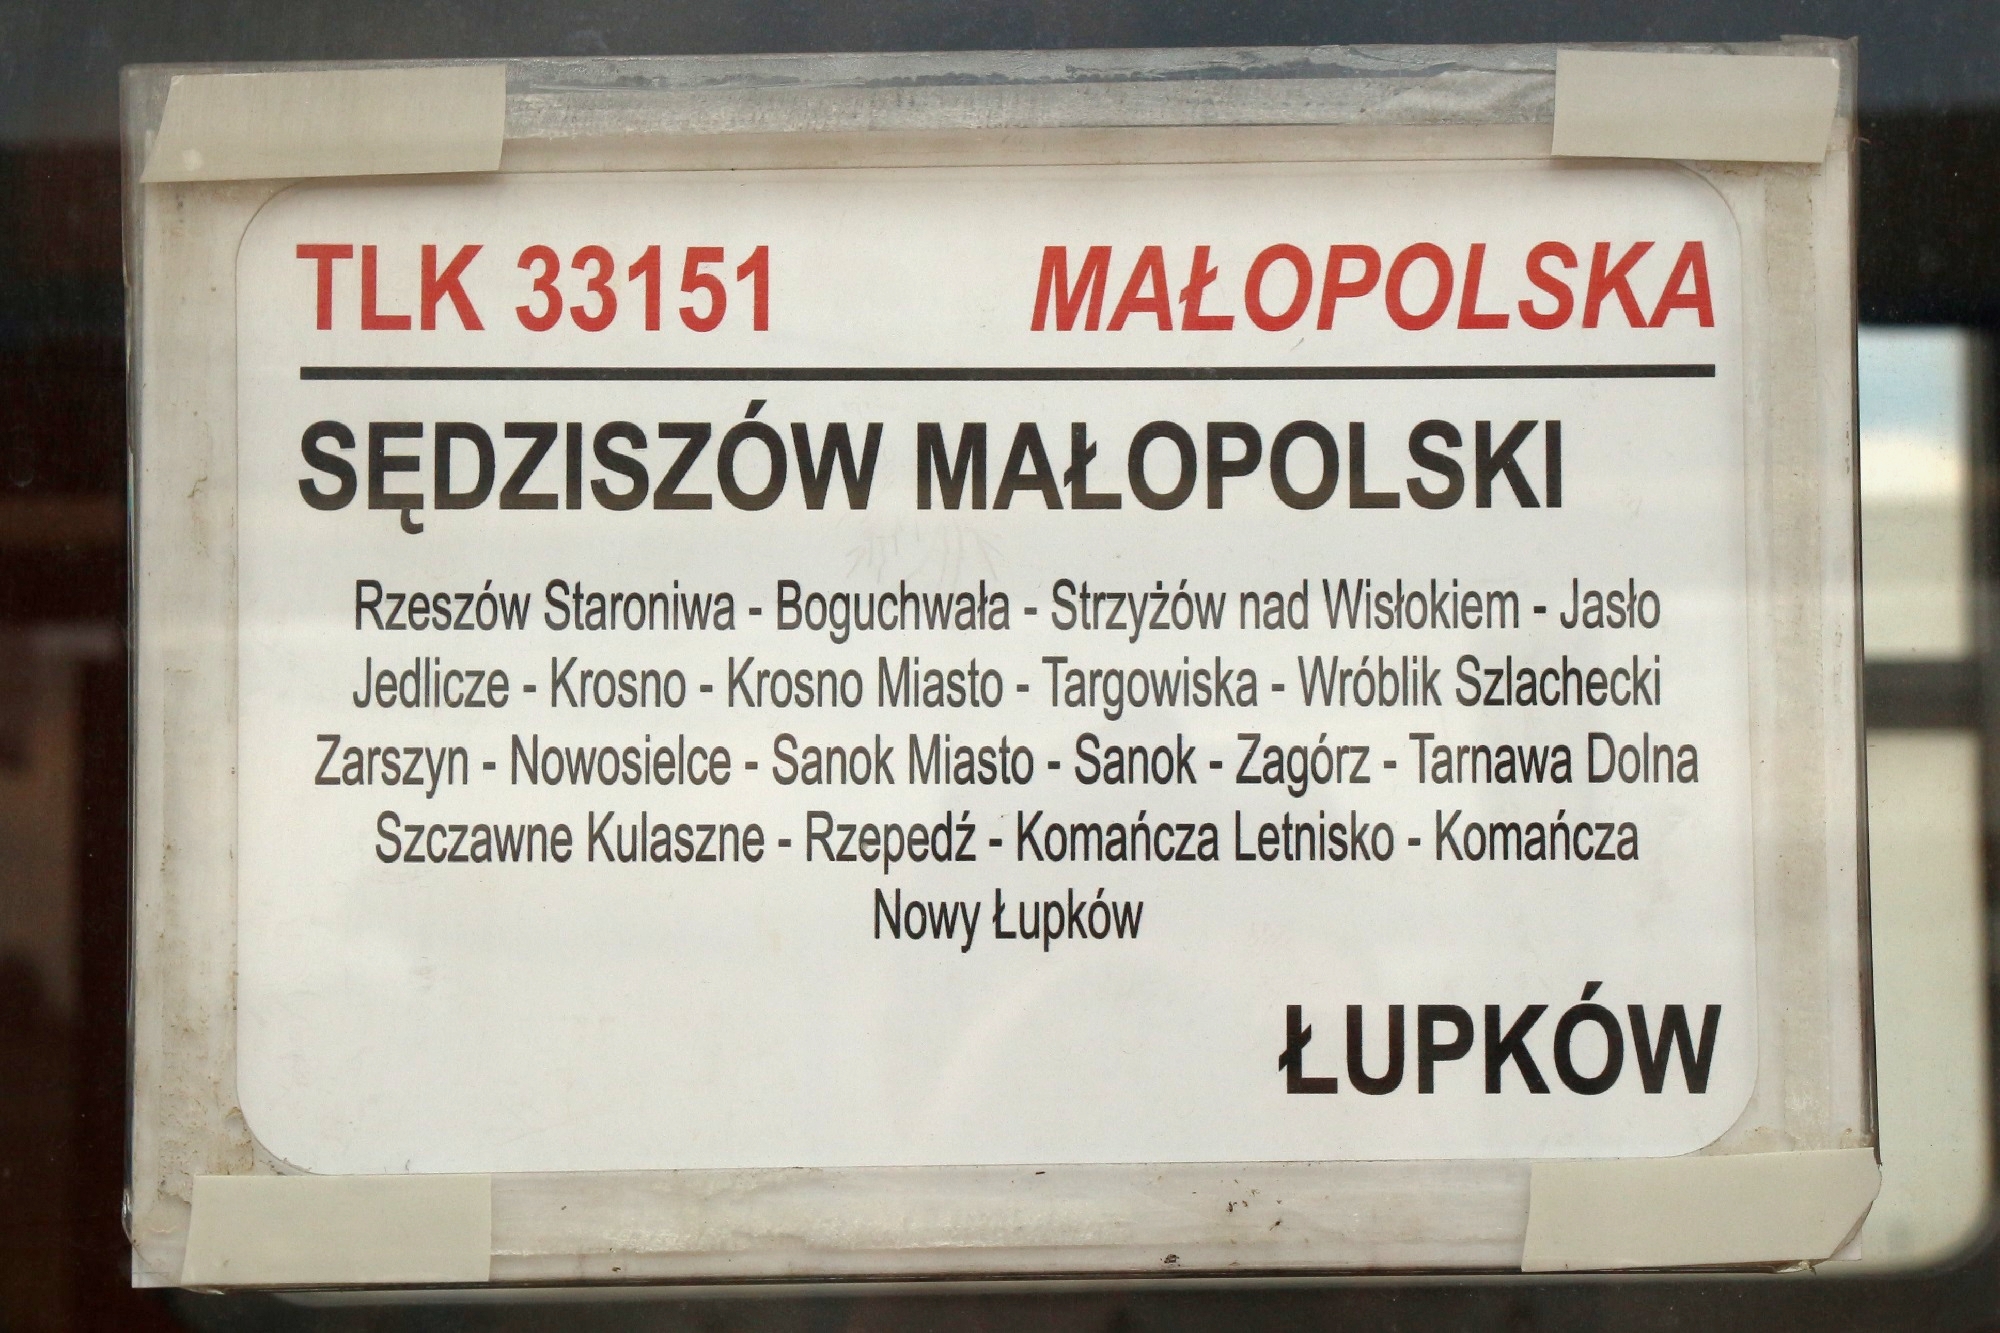 TLK 33151 MAŁOPOLSKA
SĘDZISZÓW MAŁOPOLSKI
Rzeszów Staroniwa - Boguchwała - Strzyżów nad Wisłokiem - Jasło
Jedlicze - Krosno - Krosno Miasto - Targowiska - Wróblik Szlachecki
Zarszyn - Nowosielce - Sanok Miasto - Sanok - Zagórz - Tarnawa Dolna
Szczawne Kulaszne - Rzepedź - Komańcza Letnisko - Komańcza
Nowy Łupków
ŁUPKÓW